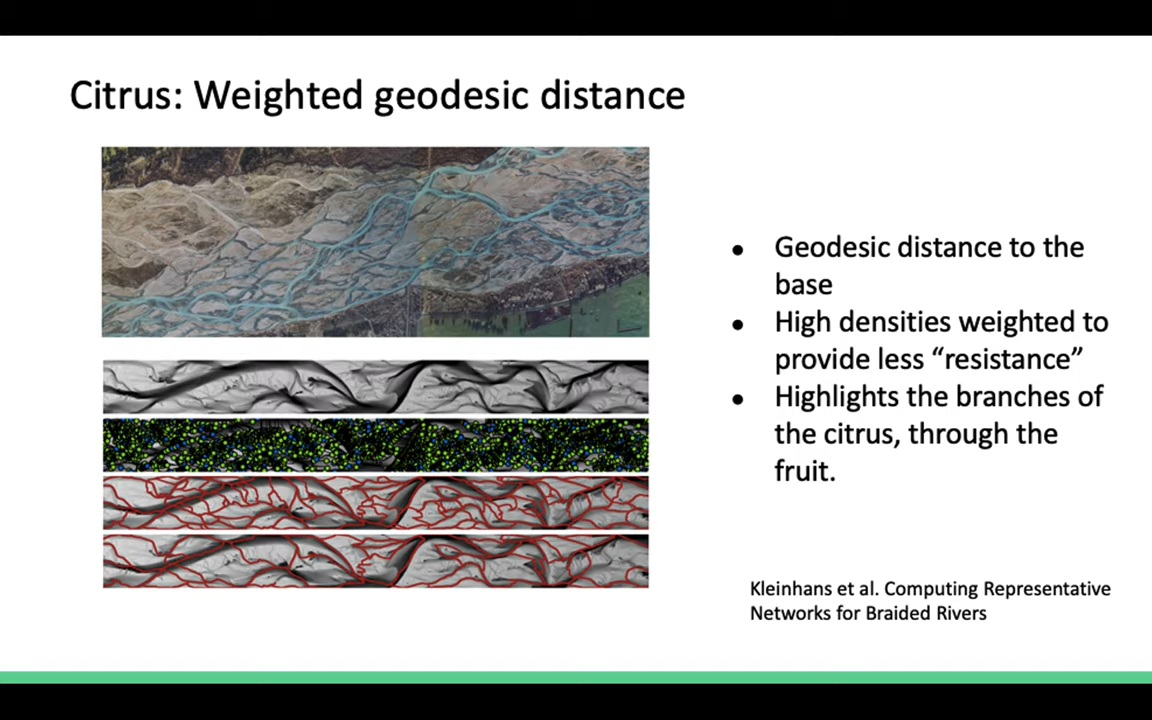 Citrus: Weighted geodesic distance
● Geodesic distance to the
base
● High densities weighted to
provide less “resistance”
● Highlights the branches of
the citrus, through the
fruit.
Kleinhans et al. Computing Representative
Networks for Braided Rivers